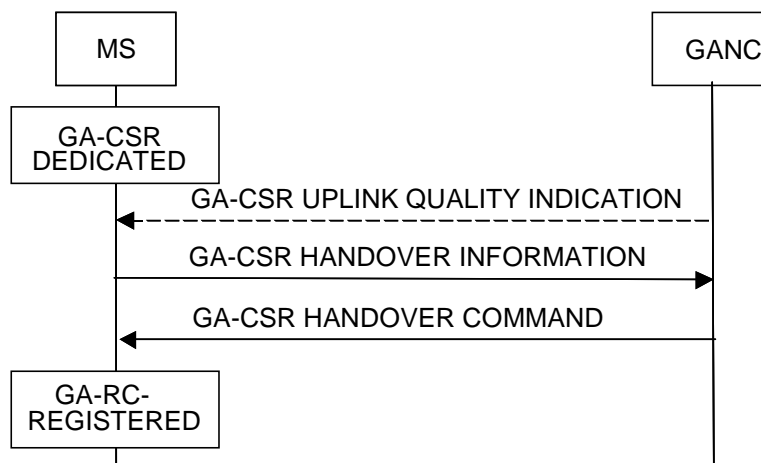 MS
GANC
GA-CSR
DEDICATED
GA-CSR UPLINK QUALITY INDICATION
GA-CSR HANDOVER INFORMATION
GA-CSR HANDOVER COMMAND
GA-RC-
REGISTERED